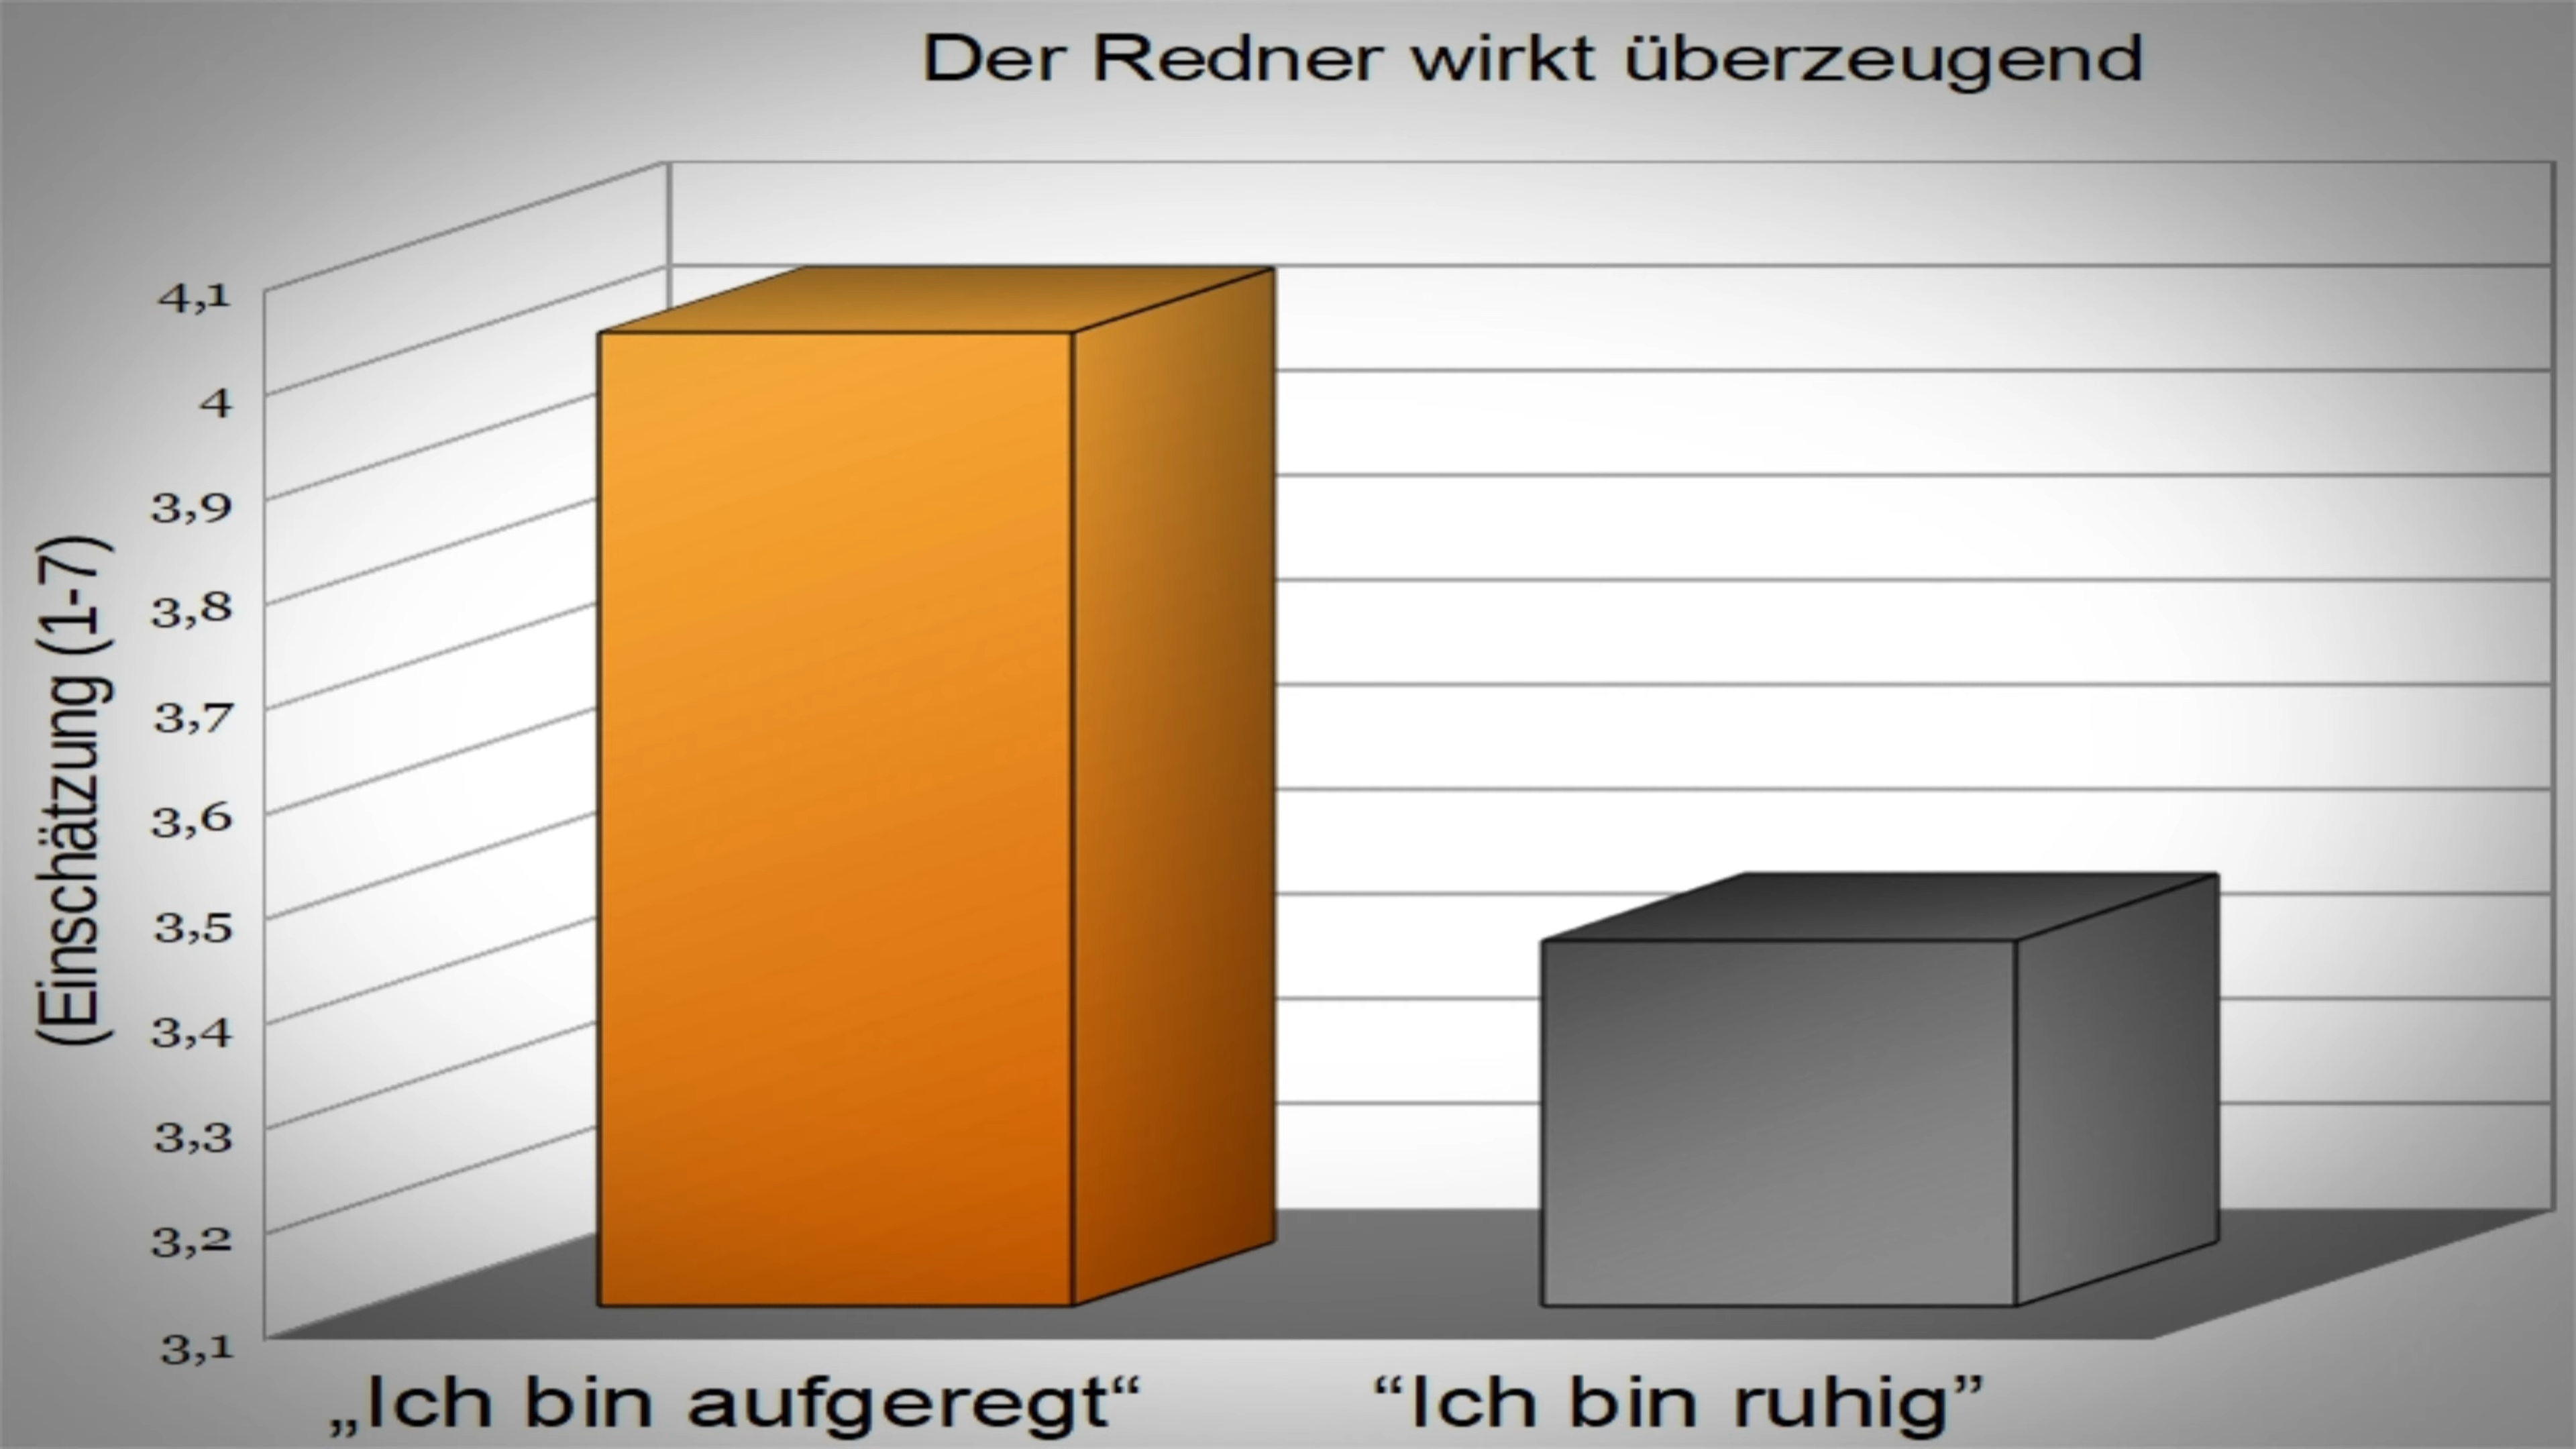 Der Redner wirkt überzeugend
(Einschätzung (1-7)
4,1
4
3,9
3,8
3,7
3,6
3,5
3,4
3,3
3,2
3,1
„Ich bin aufgeregt“
“Ich bin ruhig”